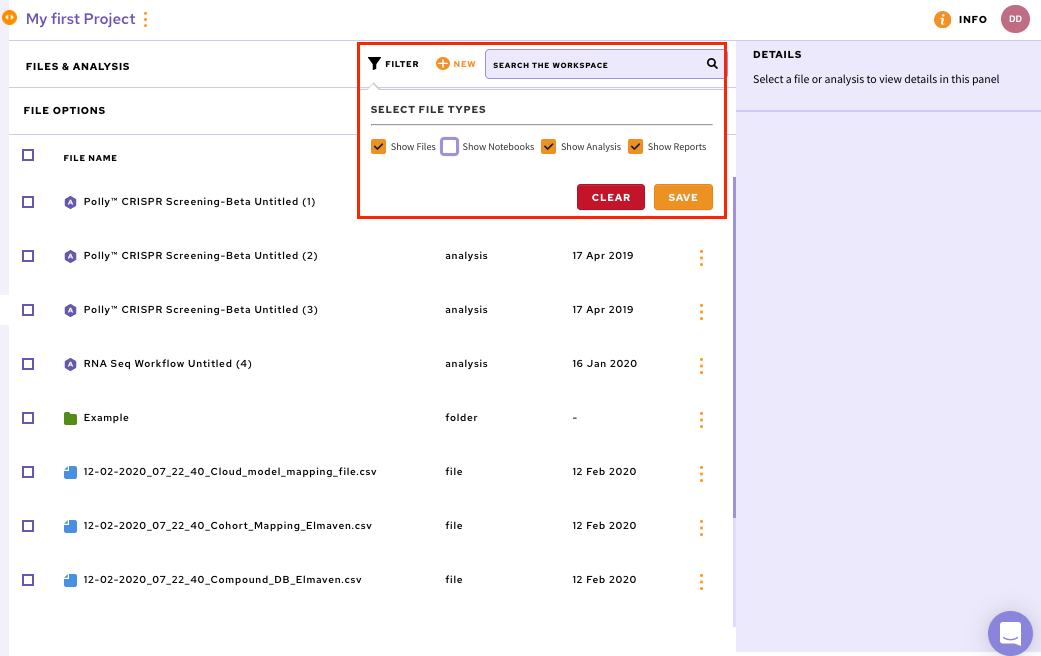 My first Project
INFO
DD
FILES & ANALYSIS
FILTER
NEW
SEARCH THE WORKSPACE
DETAILS
Select a file or analysis to view details in this panel
FILE OPTIONS
SELECT FILE TYPES
Show Files
Show Notebooks
Show Analysis
Show Reports
CLEAR
SAVE
FILE NAME
A Polly™ CRISPR Screening-Beta Untitled (1)
A Polly™ CRISPR Screening-Beta Untitled (2) analysis 17 Apr 2019
A Polly™ CRISPR Screening-Beta Untitled (3) analysis 17 Apr 2019
A RNA Seq Workflow Untitled (4) analysis 16 Jan 2020
Example folder -
12-02-2020_07_22_40_Cloud_model_mapping_file.csv file 12 Feb 2020
12-02-2020_07_22_40_Cohort_Mapping_Elmaven.csv file 12 Feb 2020
12-02-2020_07_22_40_Compound_DB_Elmaven.csv file 12 Feb 2020